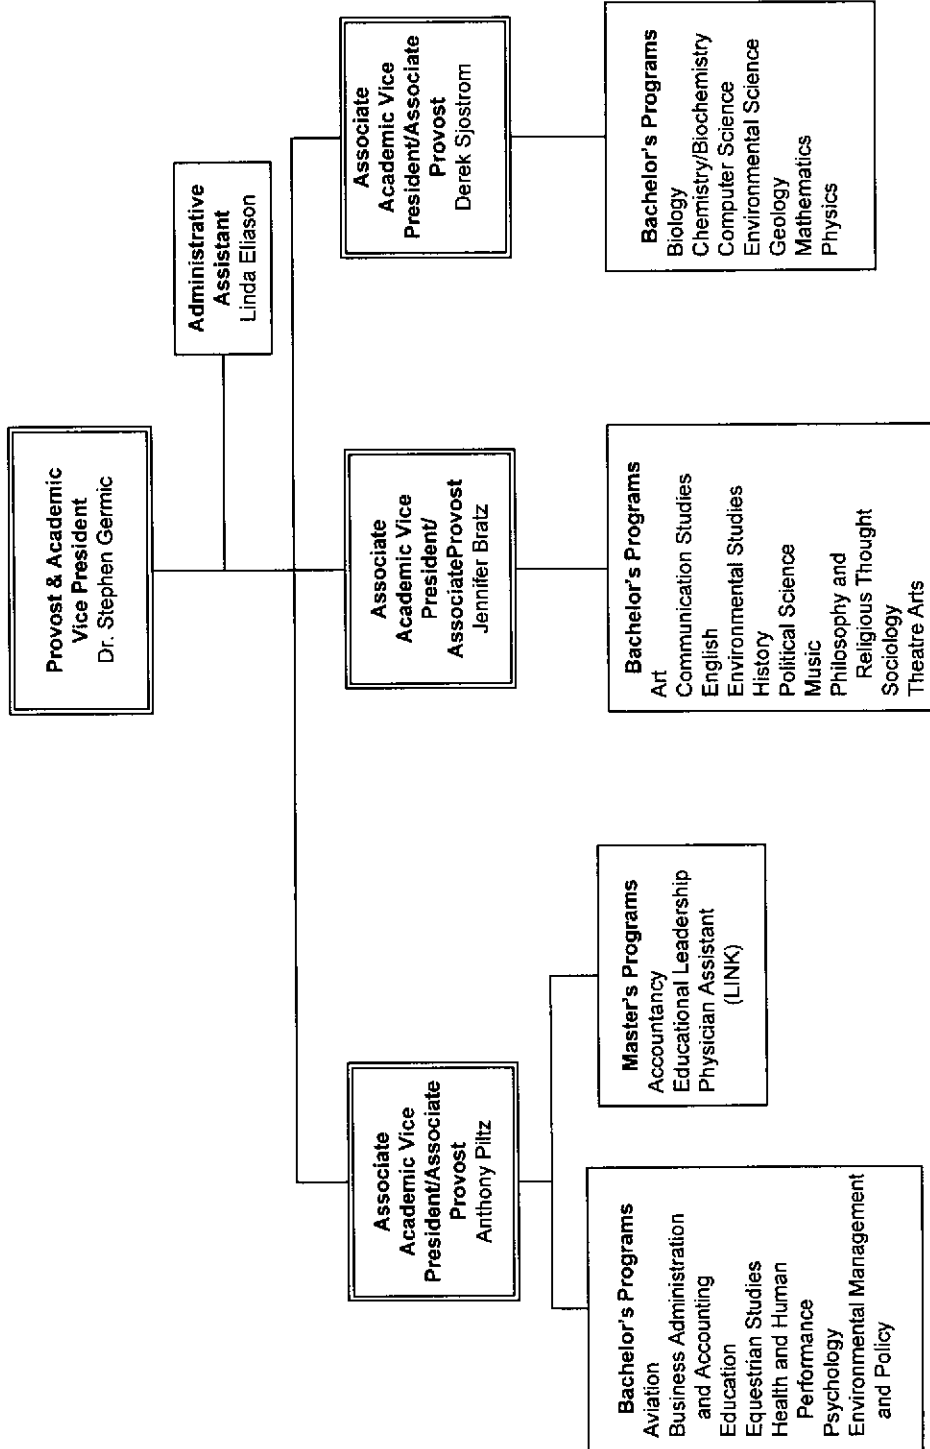 Provost & Academic
Vice President
Dr. Stephen Germic
Administrative
Assistant
Linda Eliason
Associate
Academic Vice
President/Associate
Provost
Anthony Piltz
Associate
Academic Vice
President/
AssociateProvost
Jennifer Bratz
Associate
Academic Vice
President/Associate
Provost
Derek Sjostrom
Bachelor's Programs
Aviation
Business Administration
and Accounting
Education
Equestrian Studies
Health and Human
Performance
Psychology
Environmental Management
and Policy
Master's Programs
Accountancy
Educational Leadership
Physician Assistant
(LINK)
Bachelor's Programs
Art
Communication Studies
English
Environmental Studies
History
Political Science
Music
Philosophy and
Religious Thought
Sociology
Theatre Arts
Bachelor's Programs
Biology
Chemistry/Biochemistry
Computer Science
Environmental Science
Geology
Mathematics
Physics